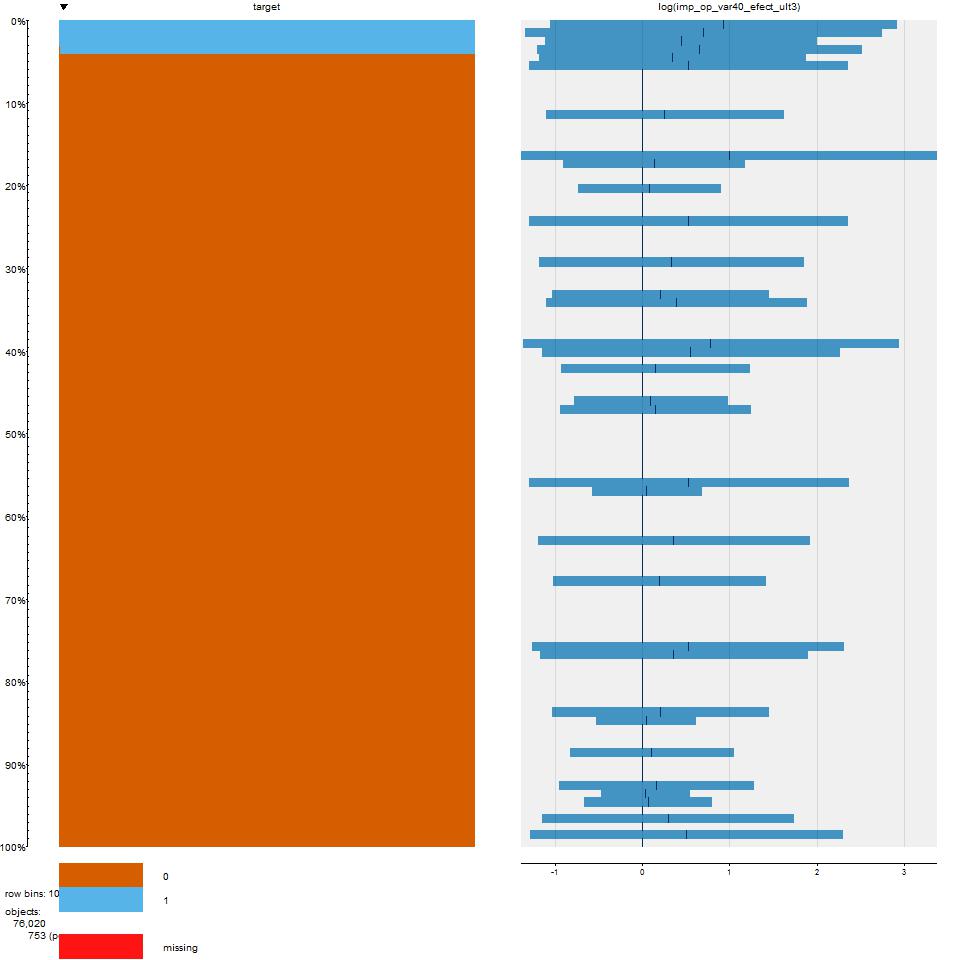 target
log(imp_op_var40_efect_ult3)
0%
10%
20%
30%
40%
50%
60%
70%
80%
90%
100%
-1 0 1 2 3
0
1
missing
row bins: 10
objects:
76,020
753 (p